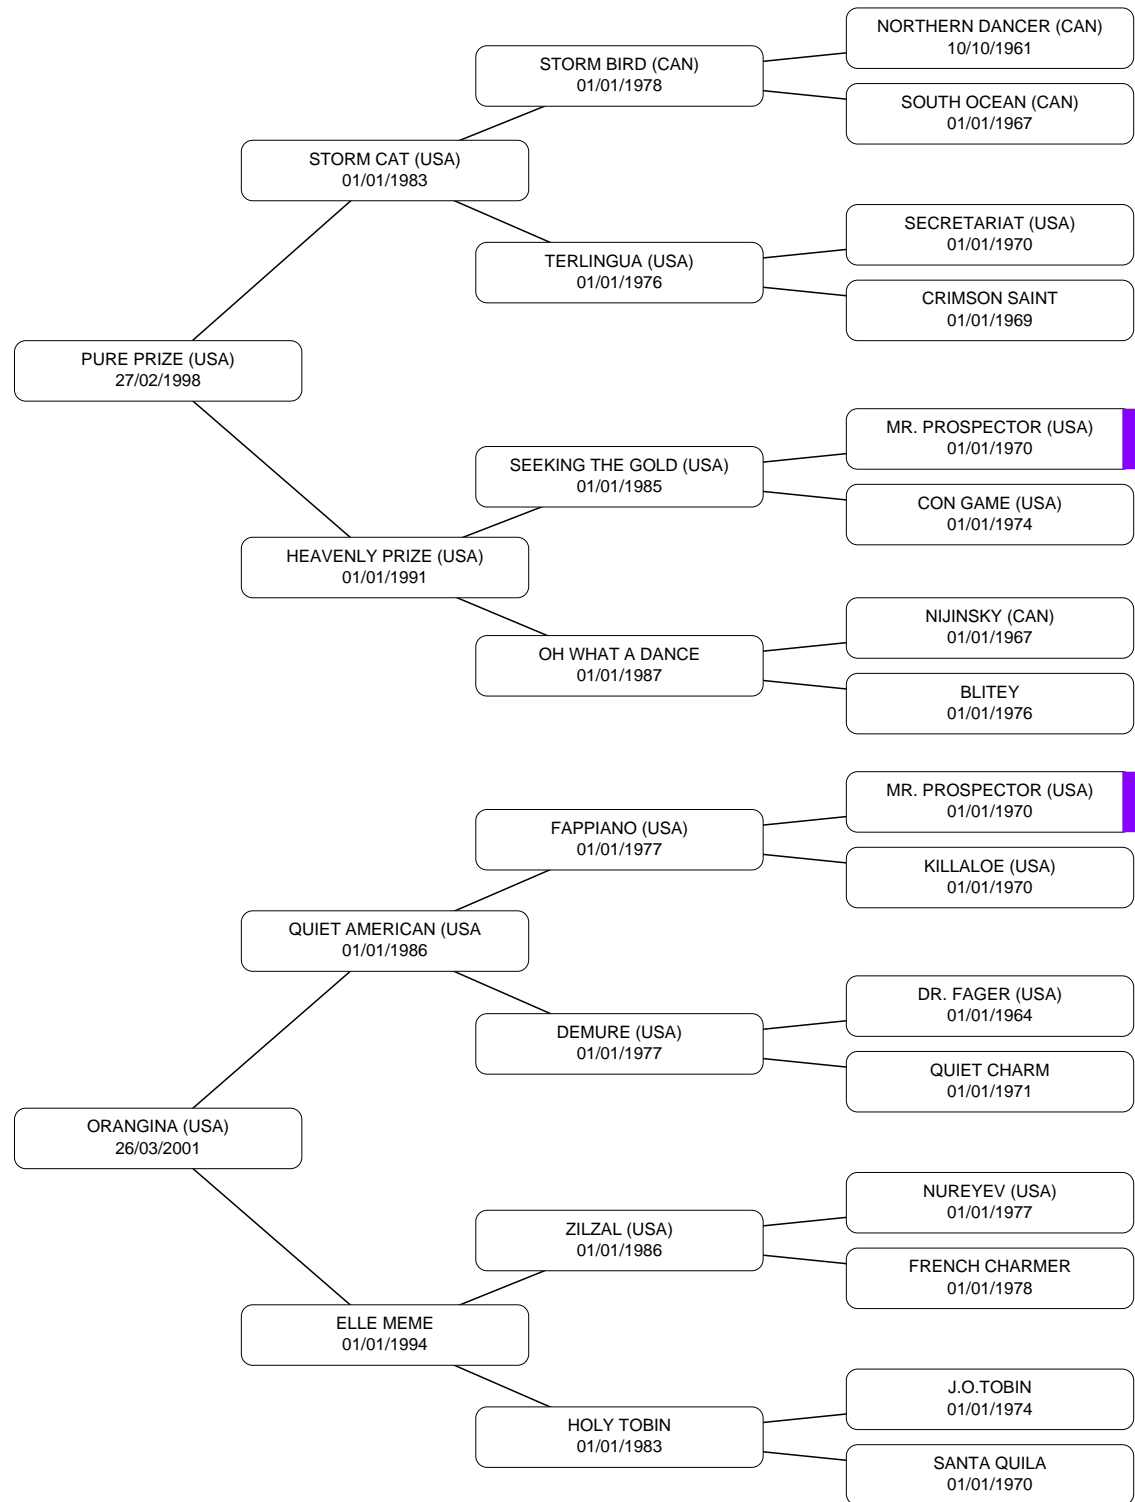 NORTHERN DANCER (CAN)
10/10/1961
STORM BIRD (CAN)
01/01/1978
SOUTH OCEAN (CAN)
01/01/1967
STORM CAT (USA)
01/01/1983
SECRETARIAT (USA)
01/01/1970
TERLINGUA (USA)
01/01/1976
CRIMSON SAINT
01/01/1969
PURE PRIZE (USA)
27/02/1998
MR. PROSPECTOR (USA)
01/01/1970
SEEKING THE GOLD (USA)
01/01/1985
CON GAME (USA)
01/01/1974
HEAVENLY PRIZE (USA)
01/01/1991
NIJINSKY (CAN)
01/01/1967
OH WHAT A DANCE
01/01/1987
BLITEY
01/01/1976
MR. PROSPECTOR (USA)
01/01/1970
FAPPIANO (USA)
01/01/1977
KILLALOE (USA)
01/01/1970
QUIET AMERICAN (USA
01/01/1986
DR. FAGER (USA)
01/01/1964
DEMURE (USA)
01/01/1977
QUIET CHARM
01/01/1971
ORANGINA (USA)
26/03/2001
NUREYEV (USA)
01/01/1977
ZILZAL (USA)
01/01/1986
FRENCH CHARMER
01/01/1978
ELLE MEME
01/01/1994
J.O.TOBIN
01/01/1974
HOLY TOBIN
01/01/1983
SANTA QUILA
01/01/1970